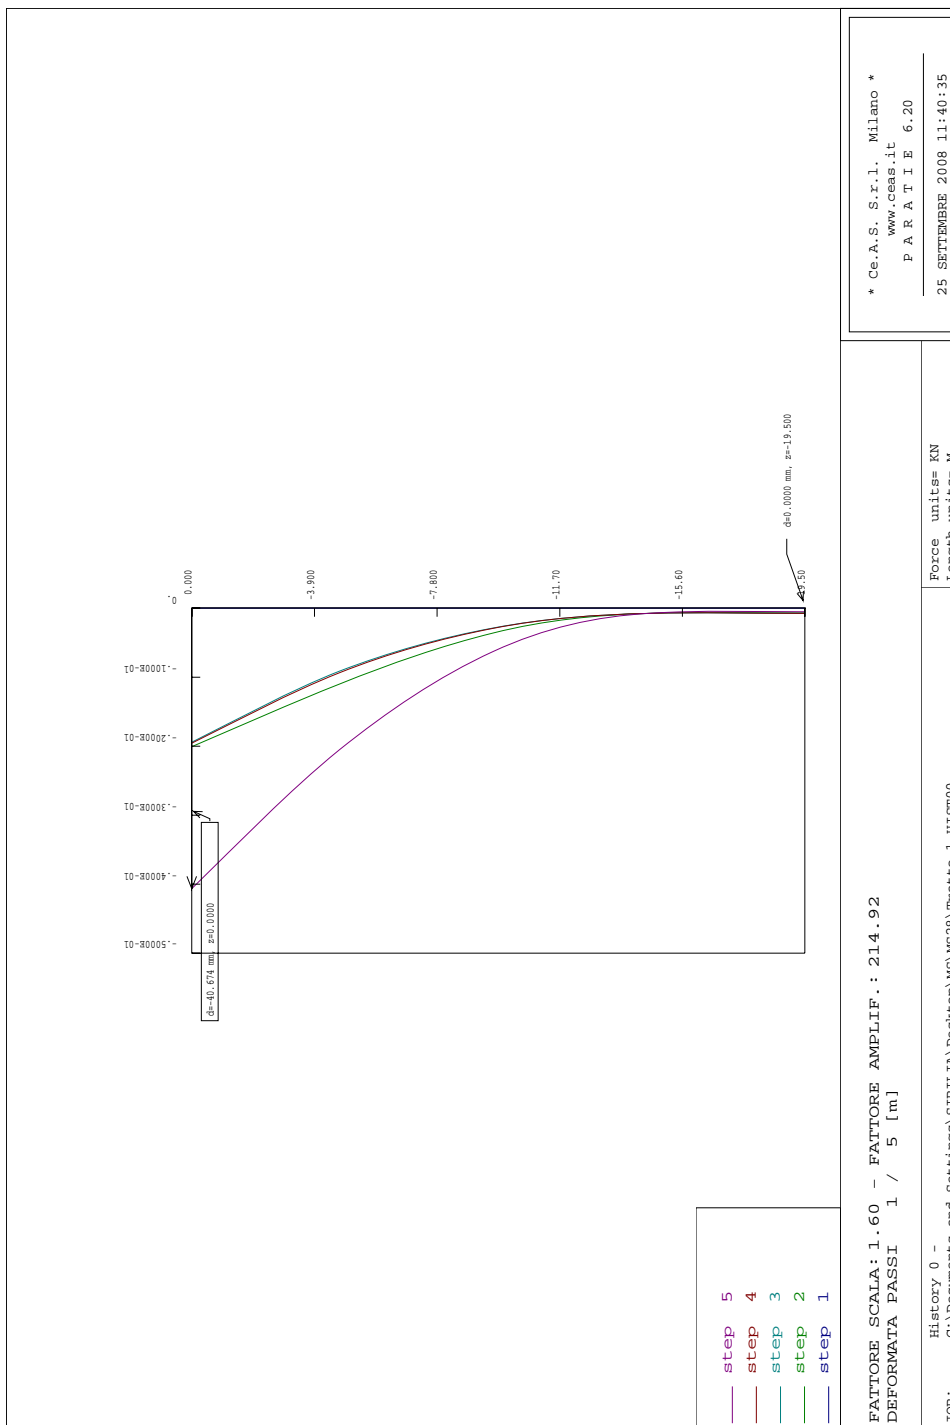 * Ce.A.S. S.r.l. Milano *
www.ceas.it
P A R A T I E 6.20
25 SETTEMBRE 2008 11:40:35
Force units= KN
FATTORE SCALA: 1.60 - FATTORE AMPLIF.: 214.92
DEFORMATA PASSI 1 / 5 [m]
History 0 -
0.000
-3.900
-7.800
-11.70
-15.60
0.
-.1000E-01
-.2000E-01
-.3000E-01
-.4000E-01
-.5000E-01
d=0.0000 mm, z=-19.500
d=-40.674 mm, z=0.0000
step 5
step 4
step 3
step 2
step 1